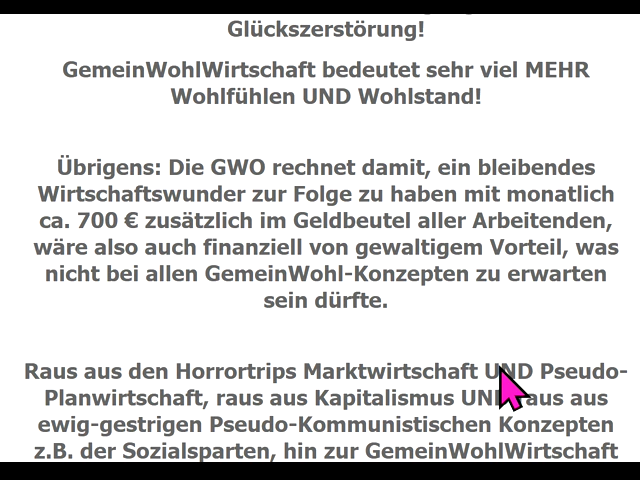 Glückszerstörung!
GemeinWohlWirtschaft bedeutet sehr viel MEHR
Wohlfühlen UND Wohlstand!
Übrigens: Die GWO rechnet damit, ein bleibendes
Wirtschaftswunder zur Folge zu haben mit monatlich
ca. 700 € zusätzlich im Geldbeutel aller Arbeitenden,
wäre also auch finanziell von gewaltigem Vorteil, was
nicht bei allen GemeinWohl-Konzepten zu erwarten
sein dürfte.
Raus aus den Horrortrips Marktwirtschaft UND Pseudo-
Planwirtschaft, raus aus Kapitalismus UND raus aus
ewig-gestrigen Pseudo-Kommunistischen Konzepten
z.B. der Sozialsparten, hin zur GemeinWohlWirtschaft